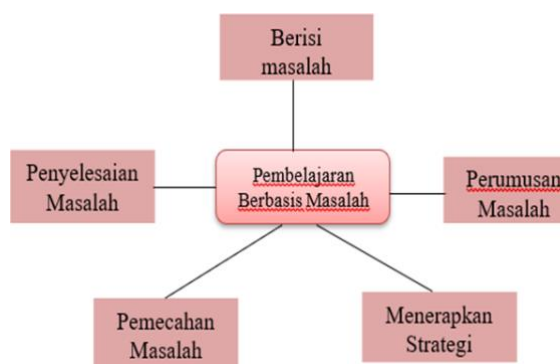 Berisi
masalah
Penyelesaian
Masalah
Pembelajaran
Berbasis Masalah
Perumusan
Masalah
Pemecahan
Masalah
Menerapkan
Strategi